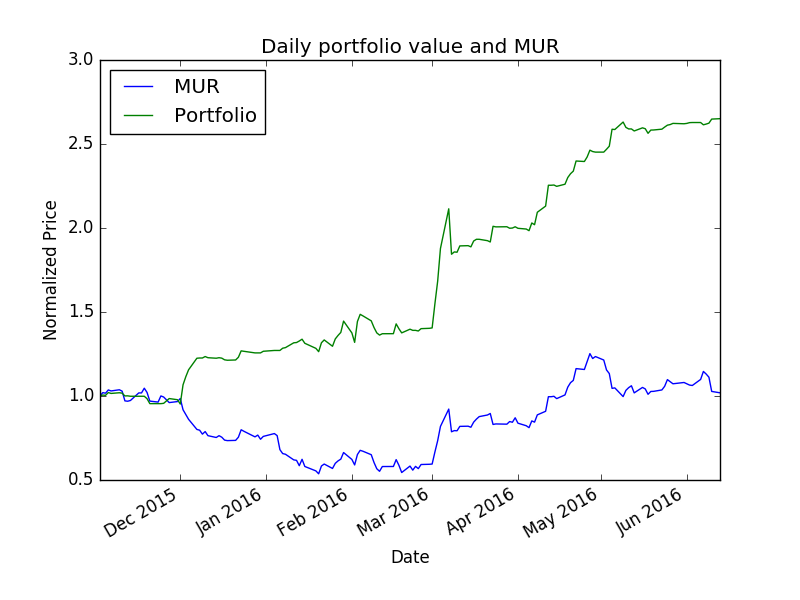 Daily portfolio value and MUR
MUR
Portfolio
3.0
2.5
2.0
1.5
1.0
0.5
Normalized Price
Dec 2015
Jan 2016
Feb 2016
Mar 2016
Apr 2016
May 2016
Jun 2016
Date